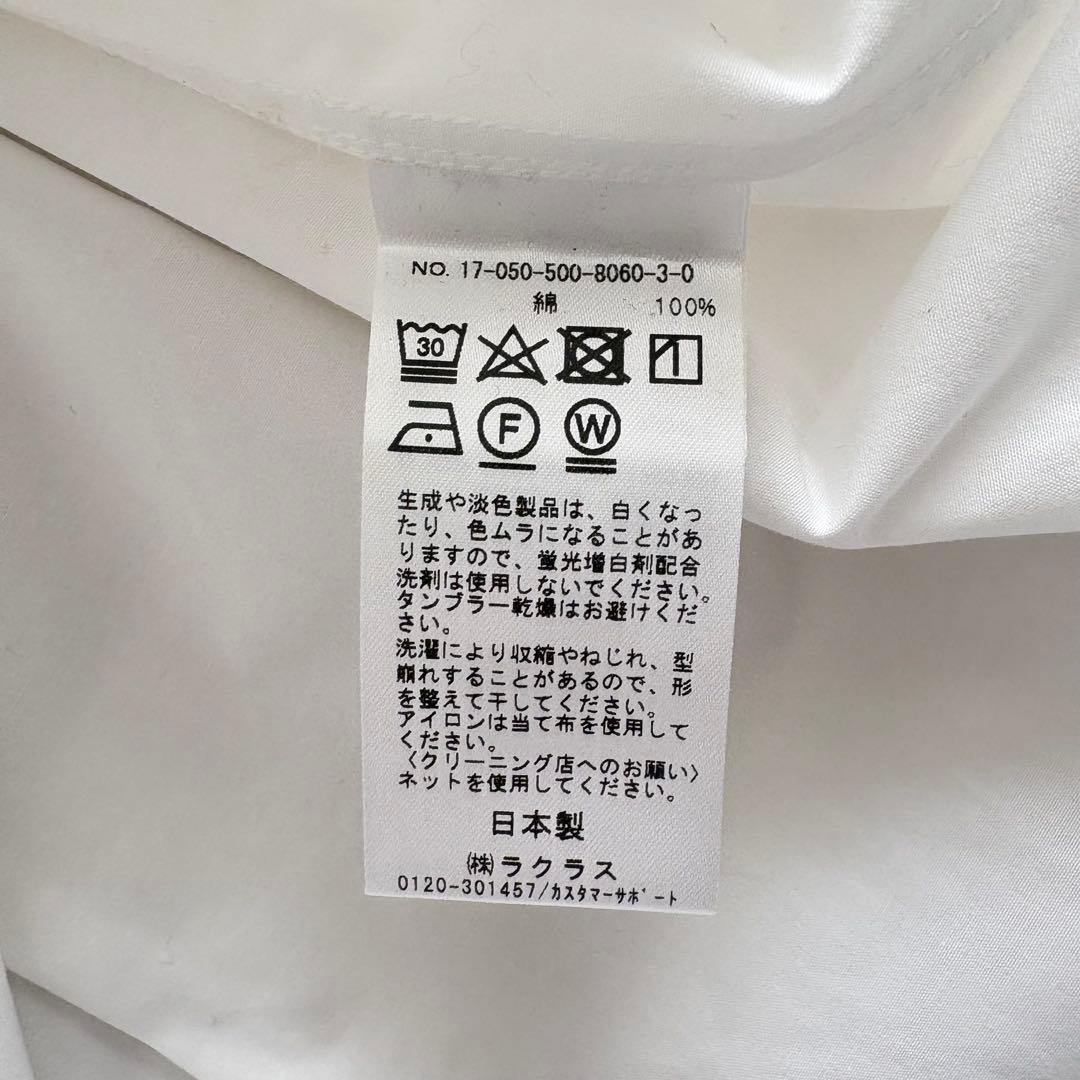 NO. 17-050-500-8060-3-0
綿 100%
30
F W
生成や淡色製品は、白くなっ
たり、色ムラになることがあ
りますので、蛍光増白剤配合
洗剤は使用しないでください。
タンブラー乾燥はお避けくだ
さい。
洗濯により収縮やねじれ、型
崩れすることがあるので、形
を整えて干してください。
アイロンは当て布を使用して
ください。
〈クリーニング店へのお願い〉
ネットを使用してください。
日本製
㈱ラクラス
0120-301457/カスタマーサポート